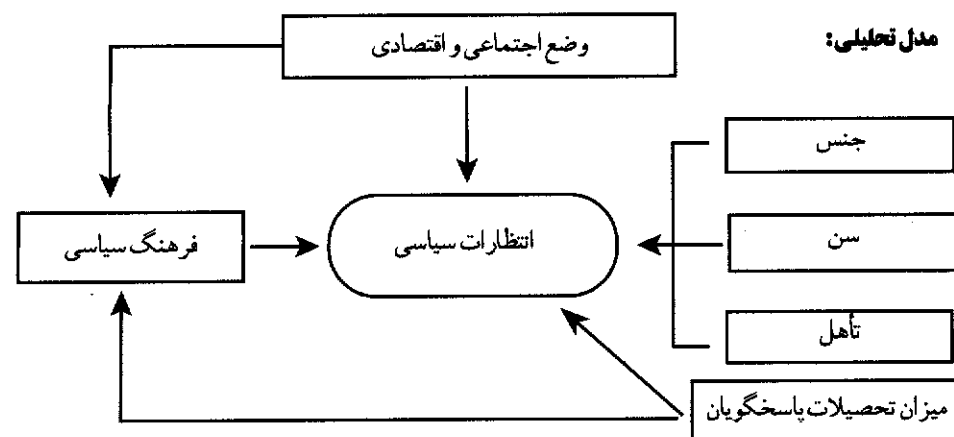 مدل تحلیلی:
وضع اجتماعی و اقتصادی
جنس
سن
انتظارات سیاسی
فرهنگ سیاسی
تأهل
میزان تحصیلات پاسخگویان